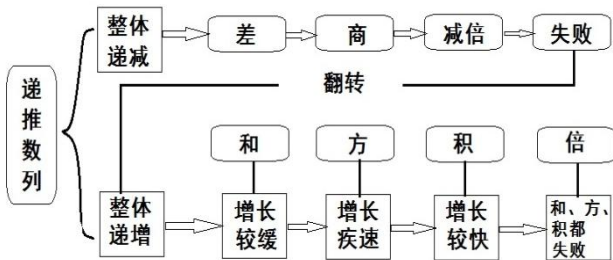 递推数列
整体
递减
差
商
减倍
失败
翻转
和
方
积
倍
整体
递增
增长
较缓
增长
疾速
增长
较快
和、方、
积都
失败